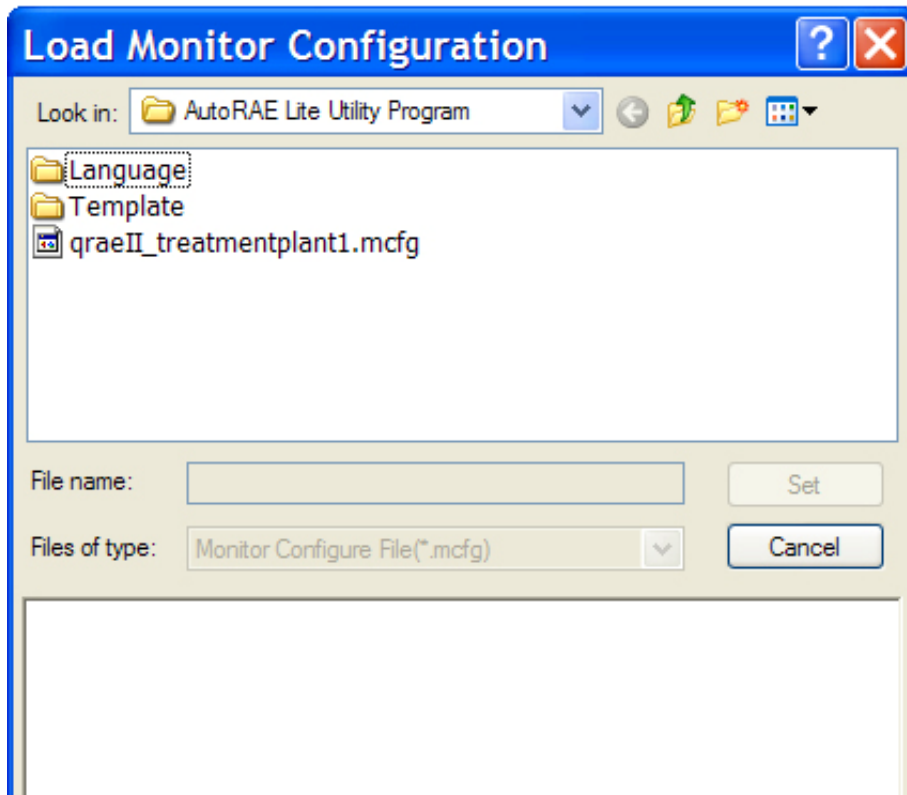 Load Monitor Configuration
Look in: AutoRAE Lite Utility Program
Language
Template
qraeII_treatmentplant1.mcfg
File name: Set
Files of type: Monitor Configure File(*.mcfg) Cancel